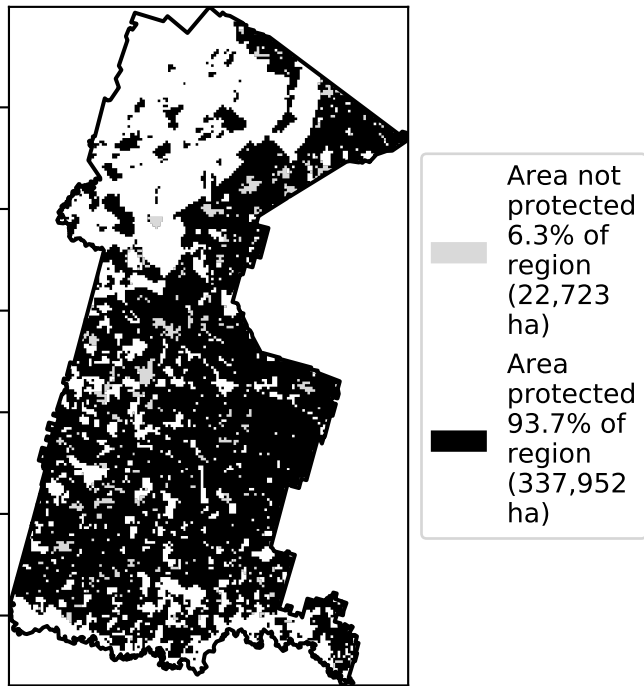 Area not
protected
6.3% of
region
(22,723
ha)
Area
protected
93.7% of
region
(337,952
ha)